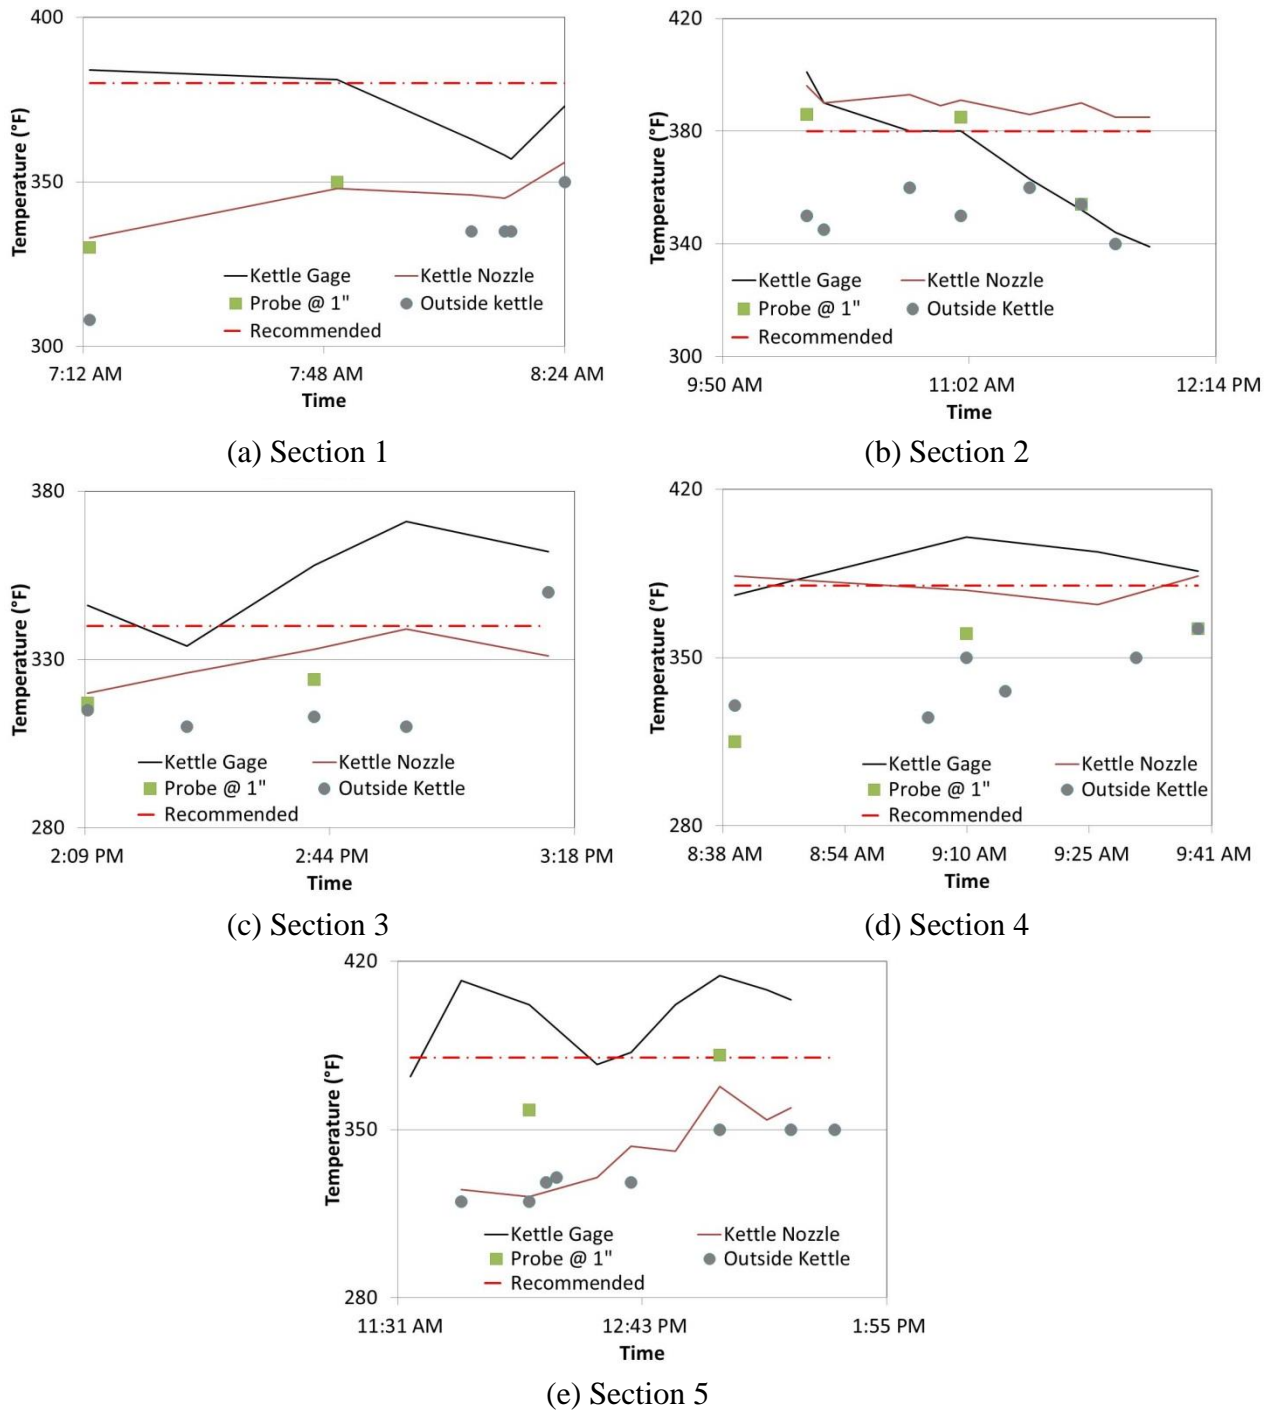 400
350
300
Temperature (°F)
Kettle Gage
Kettle Nozzle
Probe @ 1"
Outside kettle
Recommended
7:12 AM
7:48 AM
8:24 AM
Time
(a) Section 1
420
380
340
300
Temperature (°F)
Kettle Gage
Kettle Nozzle
Probe @ 1"
Outside Kettle
Recommended
9:50 AM
11:02 AM
12:14 PM
Time
(b) Section 2
380
330
280
Temperature (°F)
Kettle Gage
Kettle Nozzle
Probe @ 1"
Outside Kettle
Recommended
2:09 PM
2:44 PM
3:18 PM
Time
(c) Section 3
420
350
280
Temperature (°F)
Kettle Gage
Kettle Nozzle
Probe @ 1"
Outside Kettle
Recommended
8:38 AM
8:54 AM
9:10 AM
9:25 AM
9:41 AM
Time
(d) Section 4
420
350
280
Temperature (°F)
Kettle Gage
Kettle Nozzle
Probe @ 1"
Outside Kettle
Recommended
11:31 AM
12:43 PM
1:55 PM
Time
(e) Section 5